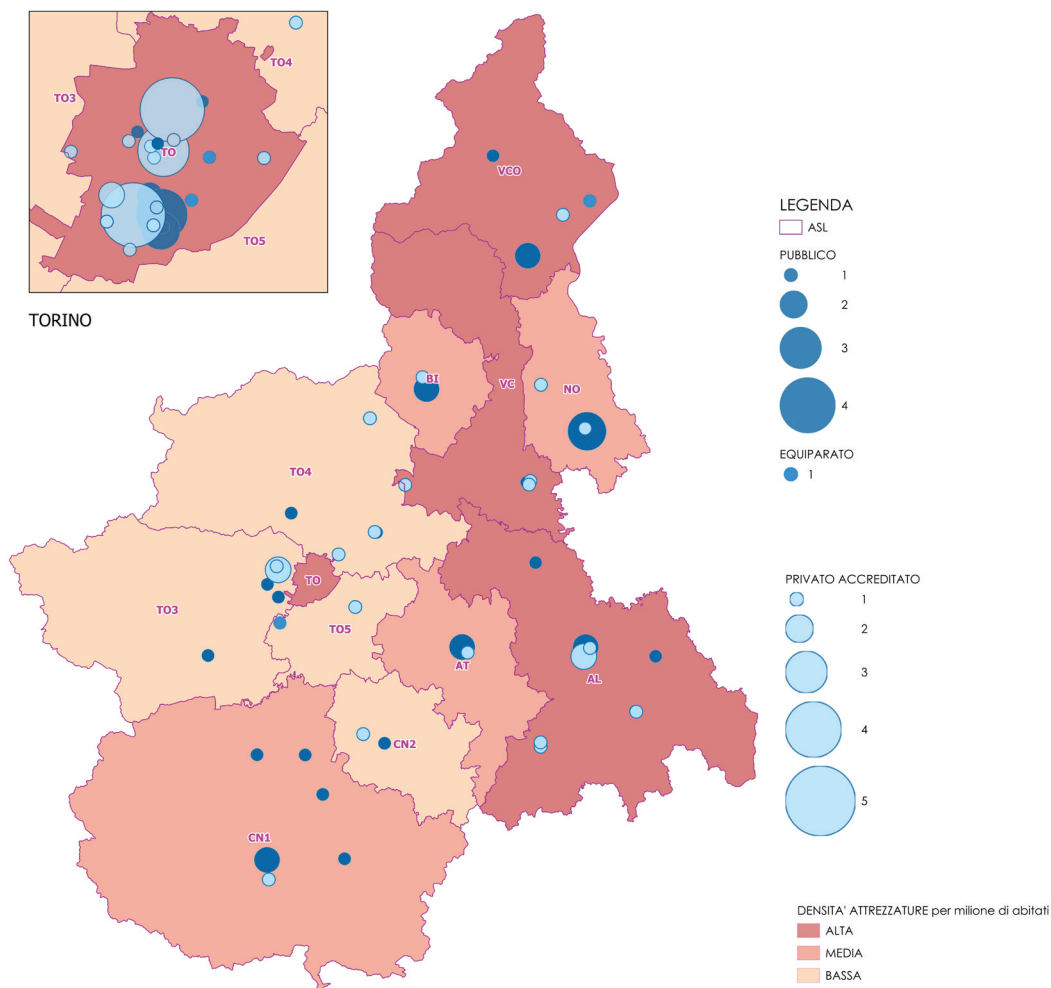 TO4
TO3
TO
TO5
TORINO
VCO
BI
VC
NO
TO4
TO
TO3
TO5
AT
AL
CN2
CN1
LEGENDA
ASL
PUBBLICO
1
2
3
4
EQUIPARATO
1
PRIVATO ACCREDITATO
1
2
3
4
5
DENSITA' ATTREZZATURE per milione di abitati
ALTA
MEDIA
BASSA